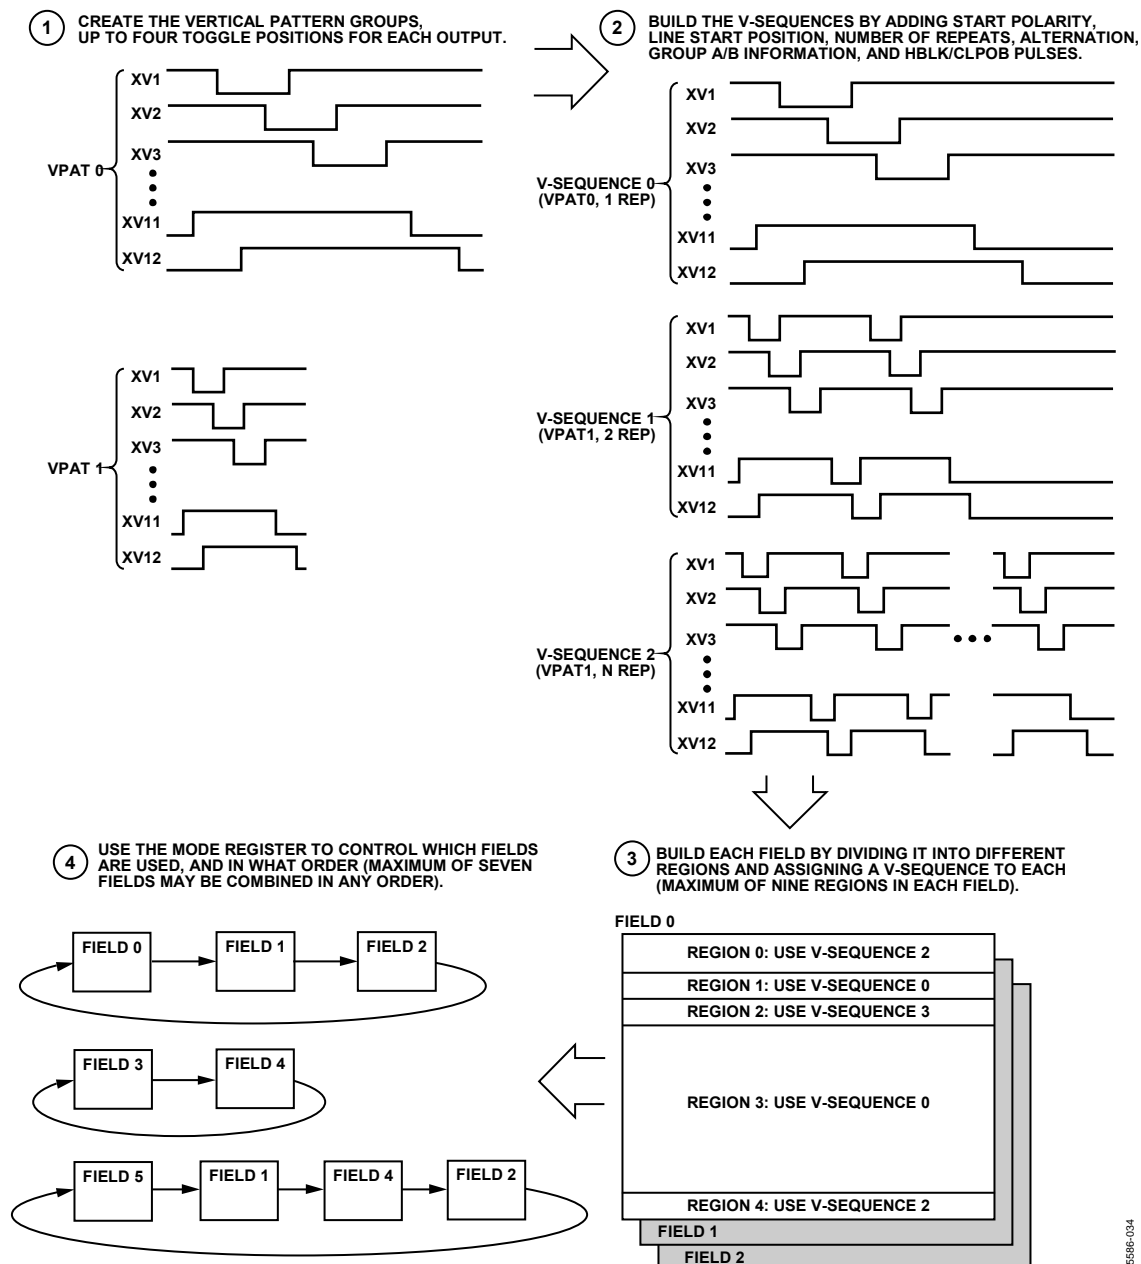 1 CREATE THE VERTICAL PATTERN GROUPS,
UP TO FOUR TOGGLE POSITIONS FOR EACH OUTPUT.
XV1
XV2
XV3
VPAT 0
XV11
XV12
XV1
XV2
XV3
VPAT 1
XV11
XV12
2 BUILD THE V-SEQUENCES BY ADDING START POLARITY,
LINE START POSITION, NUMBER OF REPEATS, ALTERNATION,
GROUP A/B INFORMATION, AND HBLK/CLPOB PULSES.
XV1
XV2
XV3
V-SEQUENCE 0
(VPAT0, 1 REP)
XV11
XV12
XV1
XV2
XV3
V-SEQUENCE 1
(VPAT1, 2 REP)
XV11
XV12
XV1
XV2
XV3
V-SEQUENCE 2
(VPAT1, N REP)
XV11
XV12
3 BUILD EACH FIELD BY DIVIDING IT INTO DIFFERENT
REGIONS AND ASSIGNING A V-SEQUENCE TO EACH
(MAXIMUM OF NINE REGIONS IN EACH FIELD).
FIELD 0
REGION 0: USE V-SEQUENCE 2
REGION 1: USE V-SEQUENCE 0
REGION 2: USE V-SEQUENCE 3
REGION 3: USE V-SEQUENCE 0
REGION 4: USE V-SEQUENCE 2
FIELD 1
FIELD 2
4 USE THE MODE REGISTER TO CONTROL WHICH FIELDS
ARE USED, AND IN WHAT ORDER (MAXIMUM OF SEVEN
FIELDS MAY BE COMBINED IN ANY ORDER).
FIELD 0 FIELD 1 FIELD 2
FIELD 3 FIELD 4
FIELD 5 FIELD 1 FIELD 4 FIELD 2
5586-034